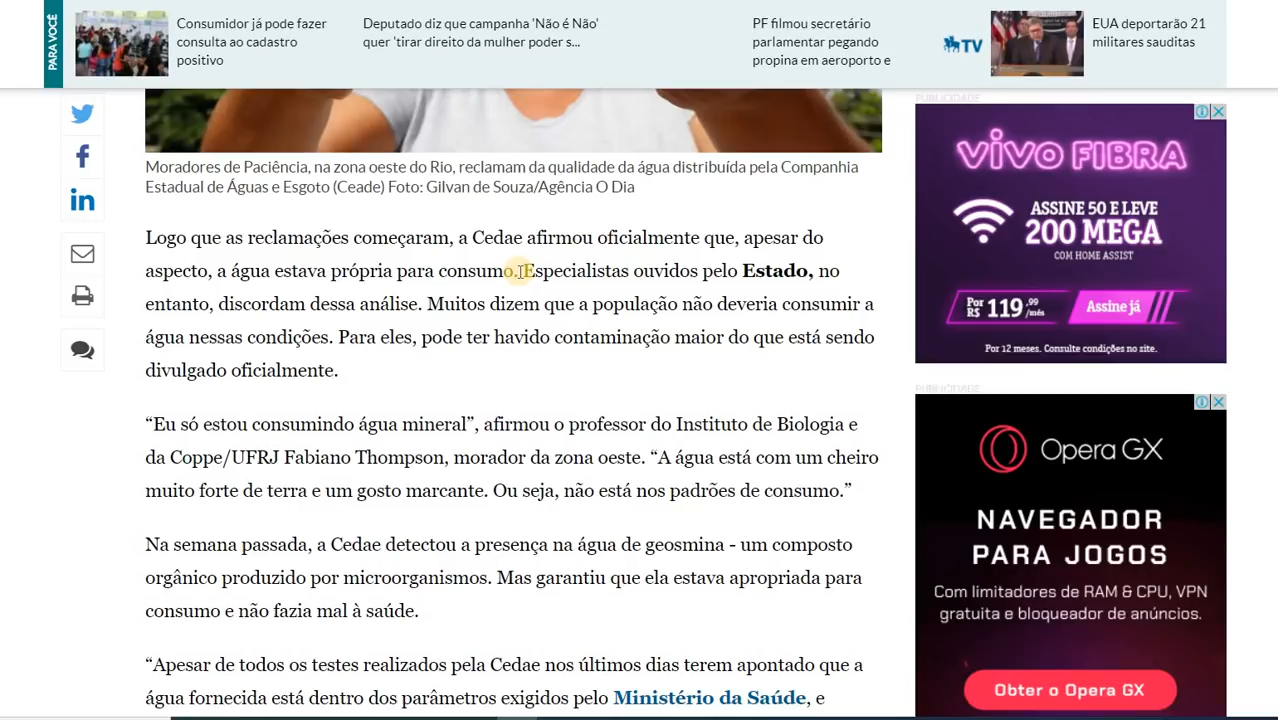 PARA VOCÊ
Consumidor já pode fazer
consulta ao cadastro
positivo
Deputado diz que campanha 'Não é Não'
quer 'tirar direito da mulher poder s...
PF filmou secretário
parlamentar pegando
propina em aeroporto e
TV
EUA deportarão 21
militares sauditas
Moradores de Paciência, na zona oeste do Rio, reclamam da qualidade da água distribuída pela Companhia
Estadual de Águas e Esgoto (Ceade) Foto: Gilvan de Souza/Agência O Dia
Logo que as reclamações começaram, a Cedae afirmou oficialmente que, apesar do
aspecto, a água estava própria para consumo. Especialistas ouvidos pelo Estado, no
entanto, discordam dessa análise. Muitos dizem que a população não deveria consumir a
água nessas condições. Para eles, pode ter havido contaminação maior do que está sendo
divulgado oficialmente.
“Eu só estou consumindo água mineral”, afirmou o professor do Instituto de Biologia e
da Coppe/UFRJ Fabiano Thompson, morador da zona oeste. “A água está com um cheiro
muito forte de terra e um gosto marcante. Ou seja, não está nos padrões de consumo.”
Na semana passada, a Cedae detectou a presença na água de geosmina - um composto
orgânico produzido por microorganismos. Mas garantiu que ela estava apropriada para
consumo e não fazia mal à saúde.
“Apesar de todos os testes realizados pela Cedae nos últimos dias terem apontado que a
água fornecida está dentro dos parâmetros exigidos pelo Ministério da Saúde, e
PUBLICIDADE
VIVO FIBRA
ASSINE 50 E LEVE
200 MEGA
COM HOME ASSIST
Por R$ 119,99 /mês
Assine já
Por 12 meses. Consulte condições no site.
PUBLICIDADE
Opera GX
NAVEGADOR
PARA JOGOS
Com limitadores de RAM & CPU, VPN
gratuita e bloqueador de anúncios.
Obter o Opera GX